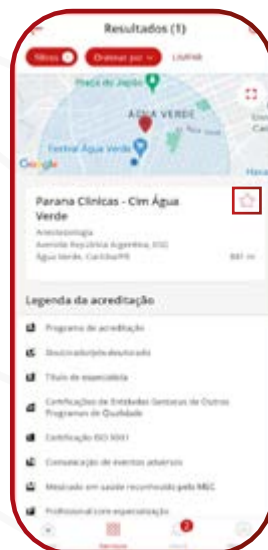 Resultados (1)
Filtros
Ordenar por
LIMPAR
Praça do Japão
ÁGUA VERDE
Festival Água Verde
Google
Parana Clínicas - Cim Água
Verde
Anestesiologia
Avenida República Argentina,
Água Verde, Curitiba/PR
Legenda da acreditação
Programa de acreditação
Título de especialista
Certificações de Entidades Gestoras de Outros
Programas de Qualidade
Certificação ISO 9001
Comunicação de eventos adversos
Mestrado em saúde reconhecido pelo MEC
Profissional com especialização
2
Serviços